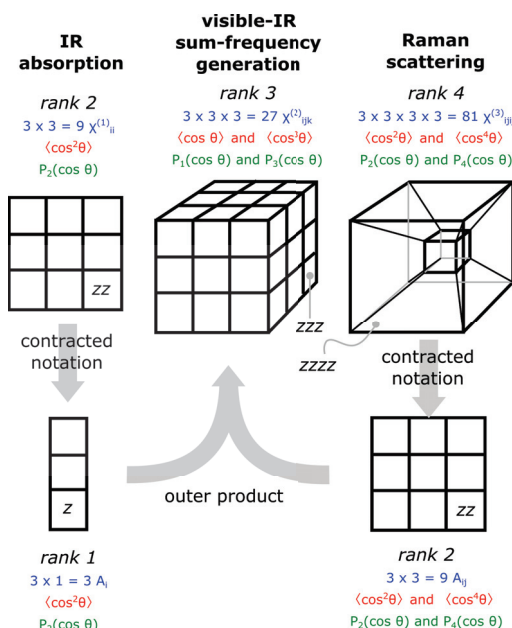 IR
absorption
rank 2
3 x 3 = 9 χ(1)ii
⟨cos²θ⟩
P₂(cos θ)
zz
contracted
notation
z
rank 1
3 x 1 = 3 Aᵢ
⟨cos²θ⟩
P₂(cos θ)
visible-IR
sum-frequency
generation
rank 3
3 x 3 x 3 = 27 χ(2)ijk
⟨cos θ⟩ and ⟨cos³θ⟩
P₁(cos θ) and P₃(cos θ)
zzz
zzzz
outer product
Raman
scattering
rank 4
3 x 3 x 3 x 3 = 81 χ(3)iji
⟨cos²θ⟩ and ⟨cos⁴θ⟩
P₂(cos θ) and P₄(cos θ)
contracted
notation
zz
rank 2
3 x 3 = 9 Aᵢⱼ
⟨cos²θ⟩ and ⟨cos⁴θ⟩
P₂(cos θ) and P₄(cos θ)